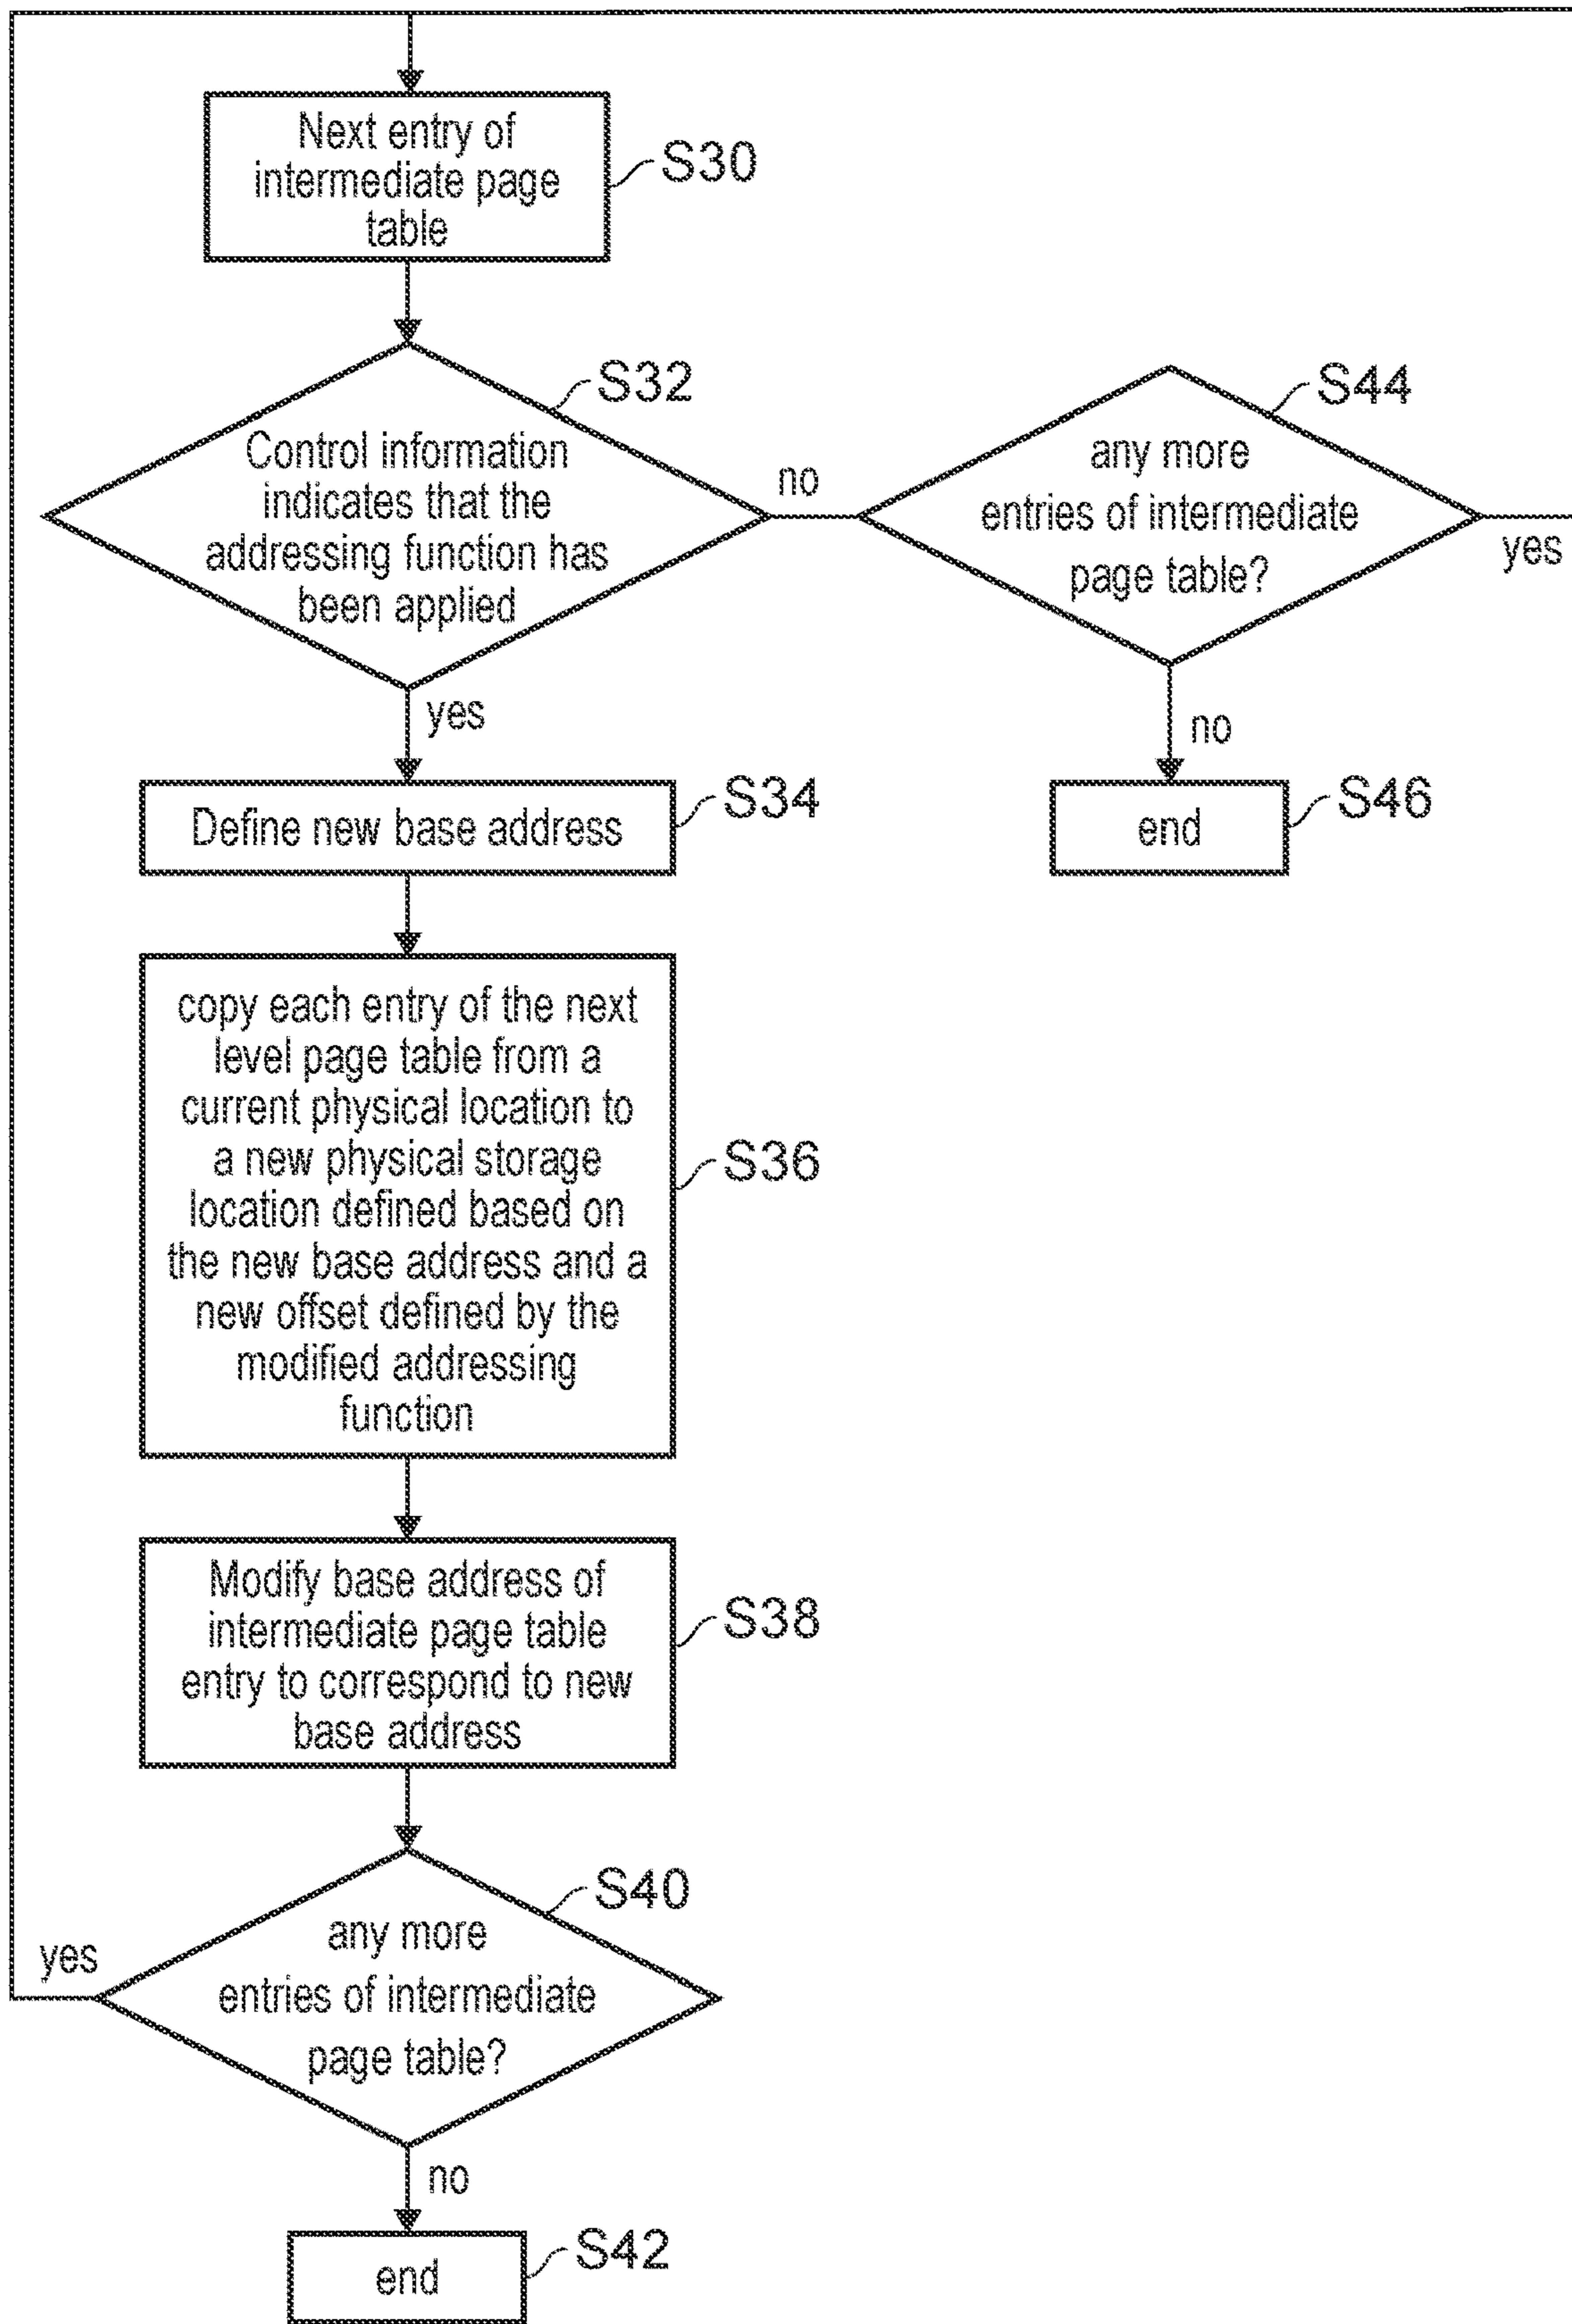 Next entry of
intermediate page
table
S30
S32
Control information
indicates that the
addressing function has
been applied
no
yes
S44
any more
entries of intermediate
page table?
yes
no
S34
Define new base address
S46
end
copy each entry of the next
level page table from a
current physical location to
a new physical storage
location defined based on
the new base address and a
new offset defined by the
modified addressing
function
S36
Modify base address of
intermediate page table
entry to correspond to new
base address
S38
S40
any more
entries of intermediate
page table?
yes
no
S42
end